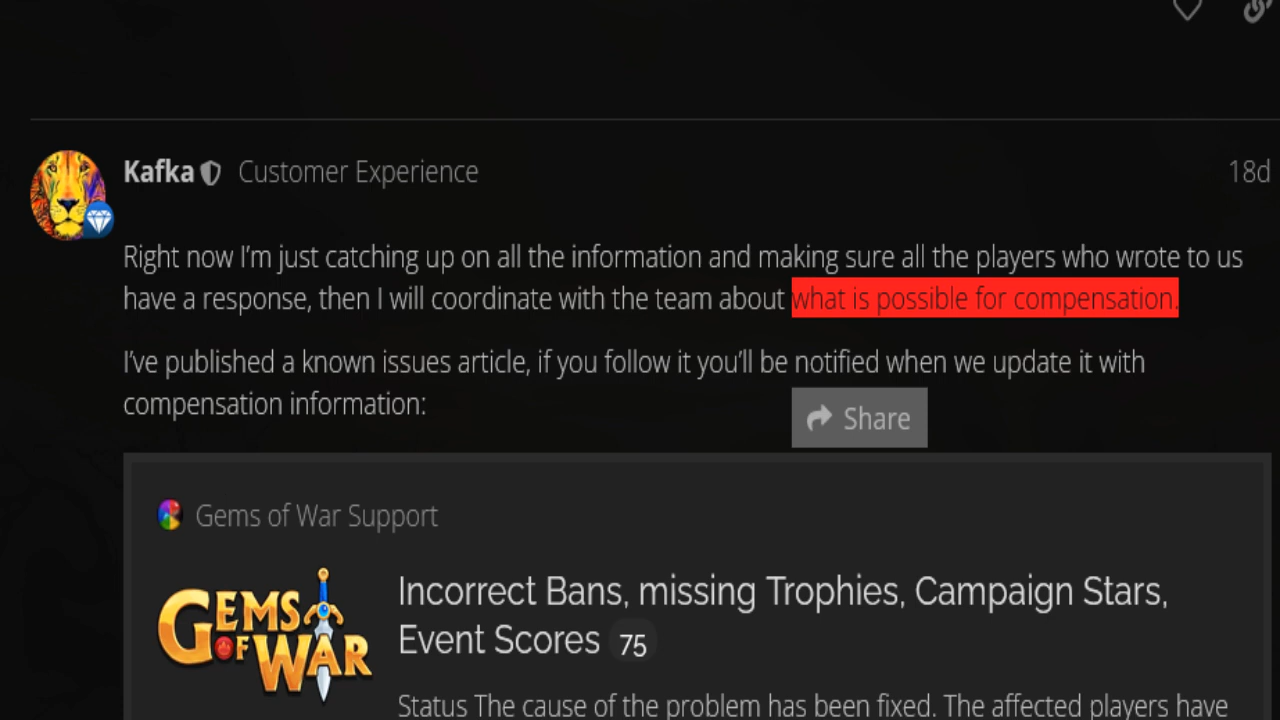 Kafka Customer Experience 18d
Right now I'm just catching up on all the information and making sure all the players who wrote to us
have a response, then I will coordinate with the team about what is possible for compensation.
I've published a known issues article, if you follow it you'll be notified when we update it with
compensation information:
Share
Gems of War Support
GEMS OF WAR
Incorrect Bans, missing Trophies, Campaign Stars,
Event Scores 75
Status The cause of the problem has been fixed. The affected players have